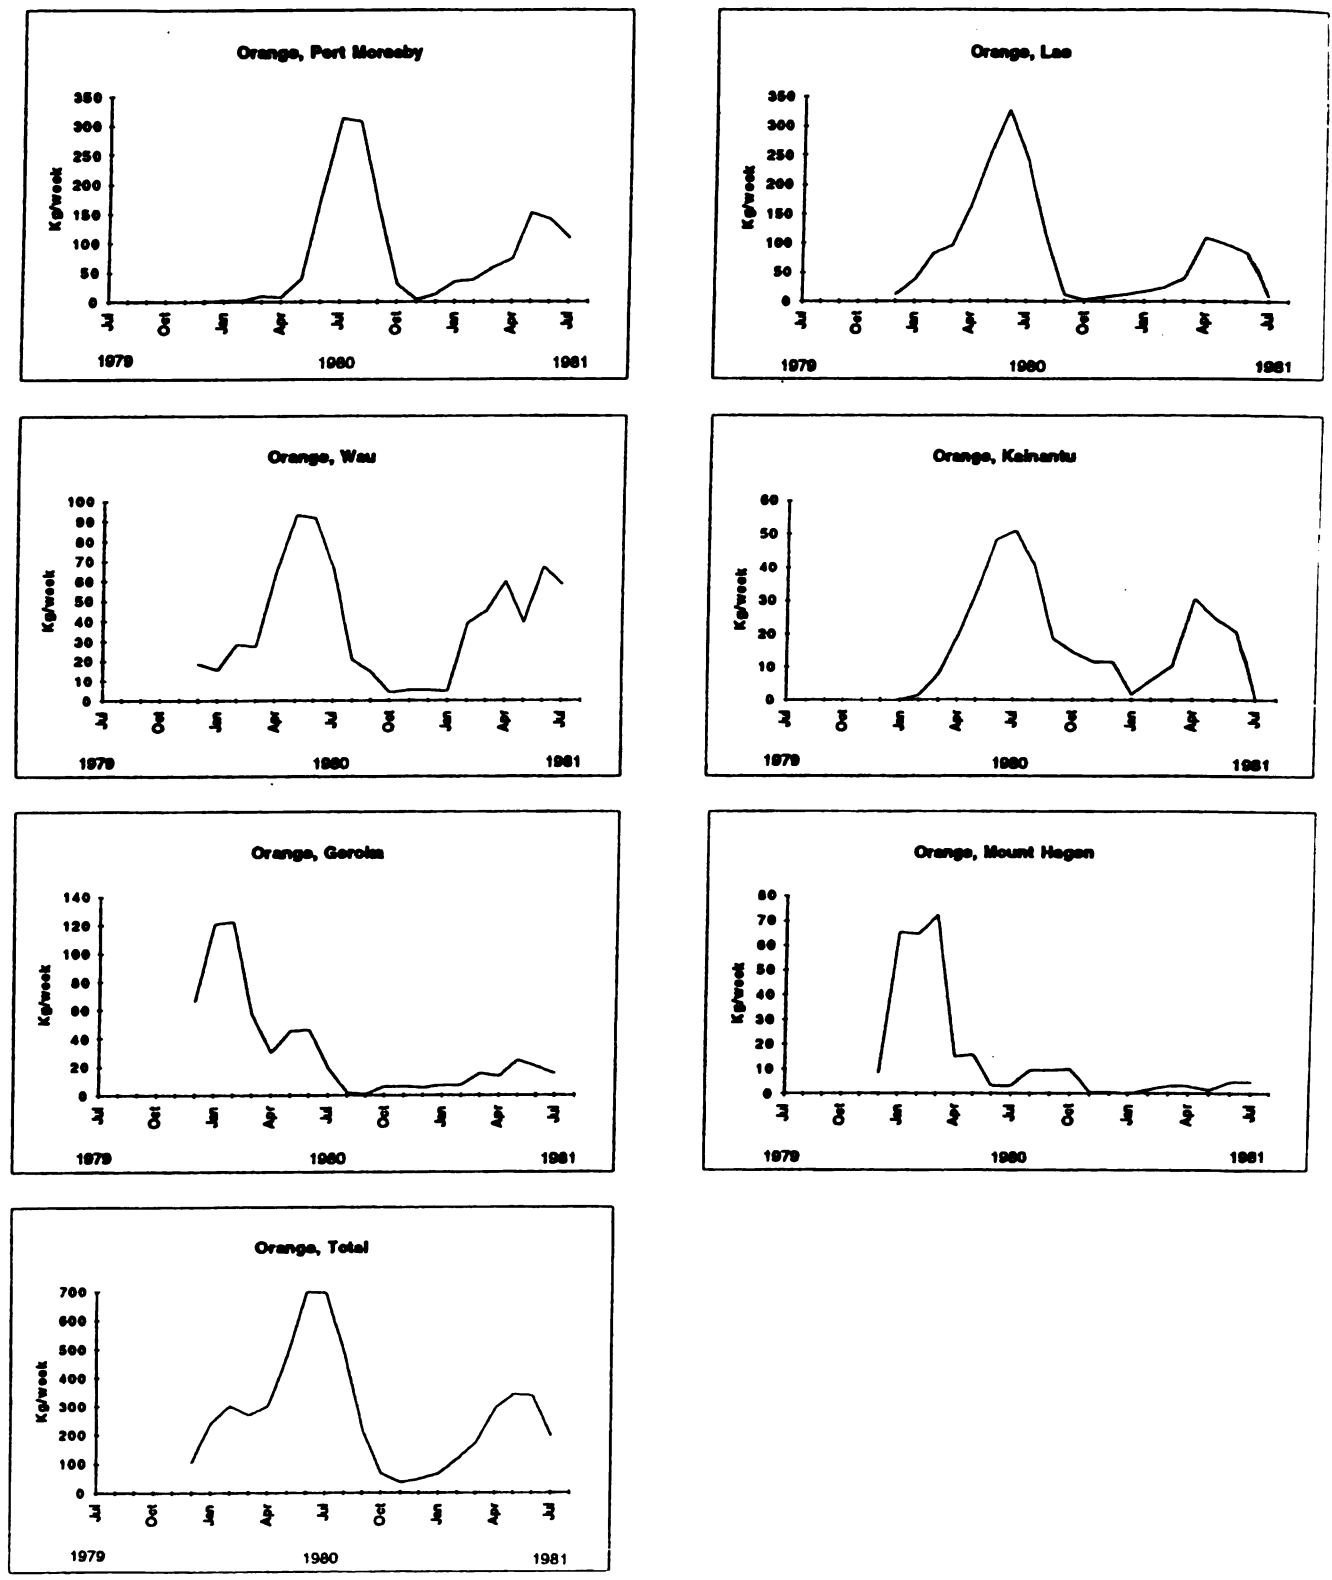 Orange, Port Moresby
350
300
250
200
150
100
50
0
Kg/week
Jul Oct Jan Apr Jul Oct Jan Apr Jul
1979 1980 1981
Orange, Lae
350
300
250
200
150
100
50
0
Kg/week
Jul Oct Jan Apr Jul Oct Jan Apr Jul
1979 1980 1981
Orange, Wau
100
90
80
70
60
50
40
30
20
10
0
Kg/week
Jul Oct Jan Apr Jul Oct Jan Apr Jul
1979 1980 1981
Orange, Kainantu
60
50
40
30
20
10
0
Kg/week
Jul Oct Jan Apr Jul Oct Jan Apr Jul
1979 1980 1981
Orange, Goroka
140
120
100
80
60
40
20
0
Kg/week
Jul Oct Jan Apr Jul Oct Jan Apr Jul
1979 1980 1981
Orange, Mount Hagen
80
70
60
50
40
30
20
10
0
Kg/week
Jul Oct Jan Apr Jul Oct Jan Apr Jul
1979 1980 1981
Orange, Total
700
600
500
400
300
200
100
0
Kg/week
Jul Oct Jan Apr Jul Oct Jan Apr Jul
1979 1980 1981